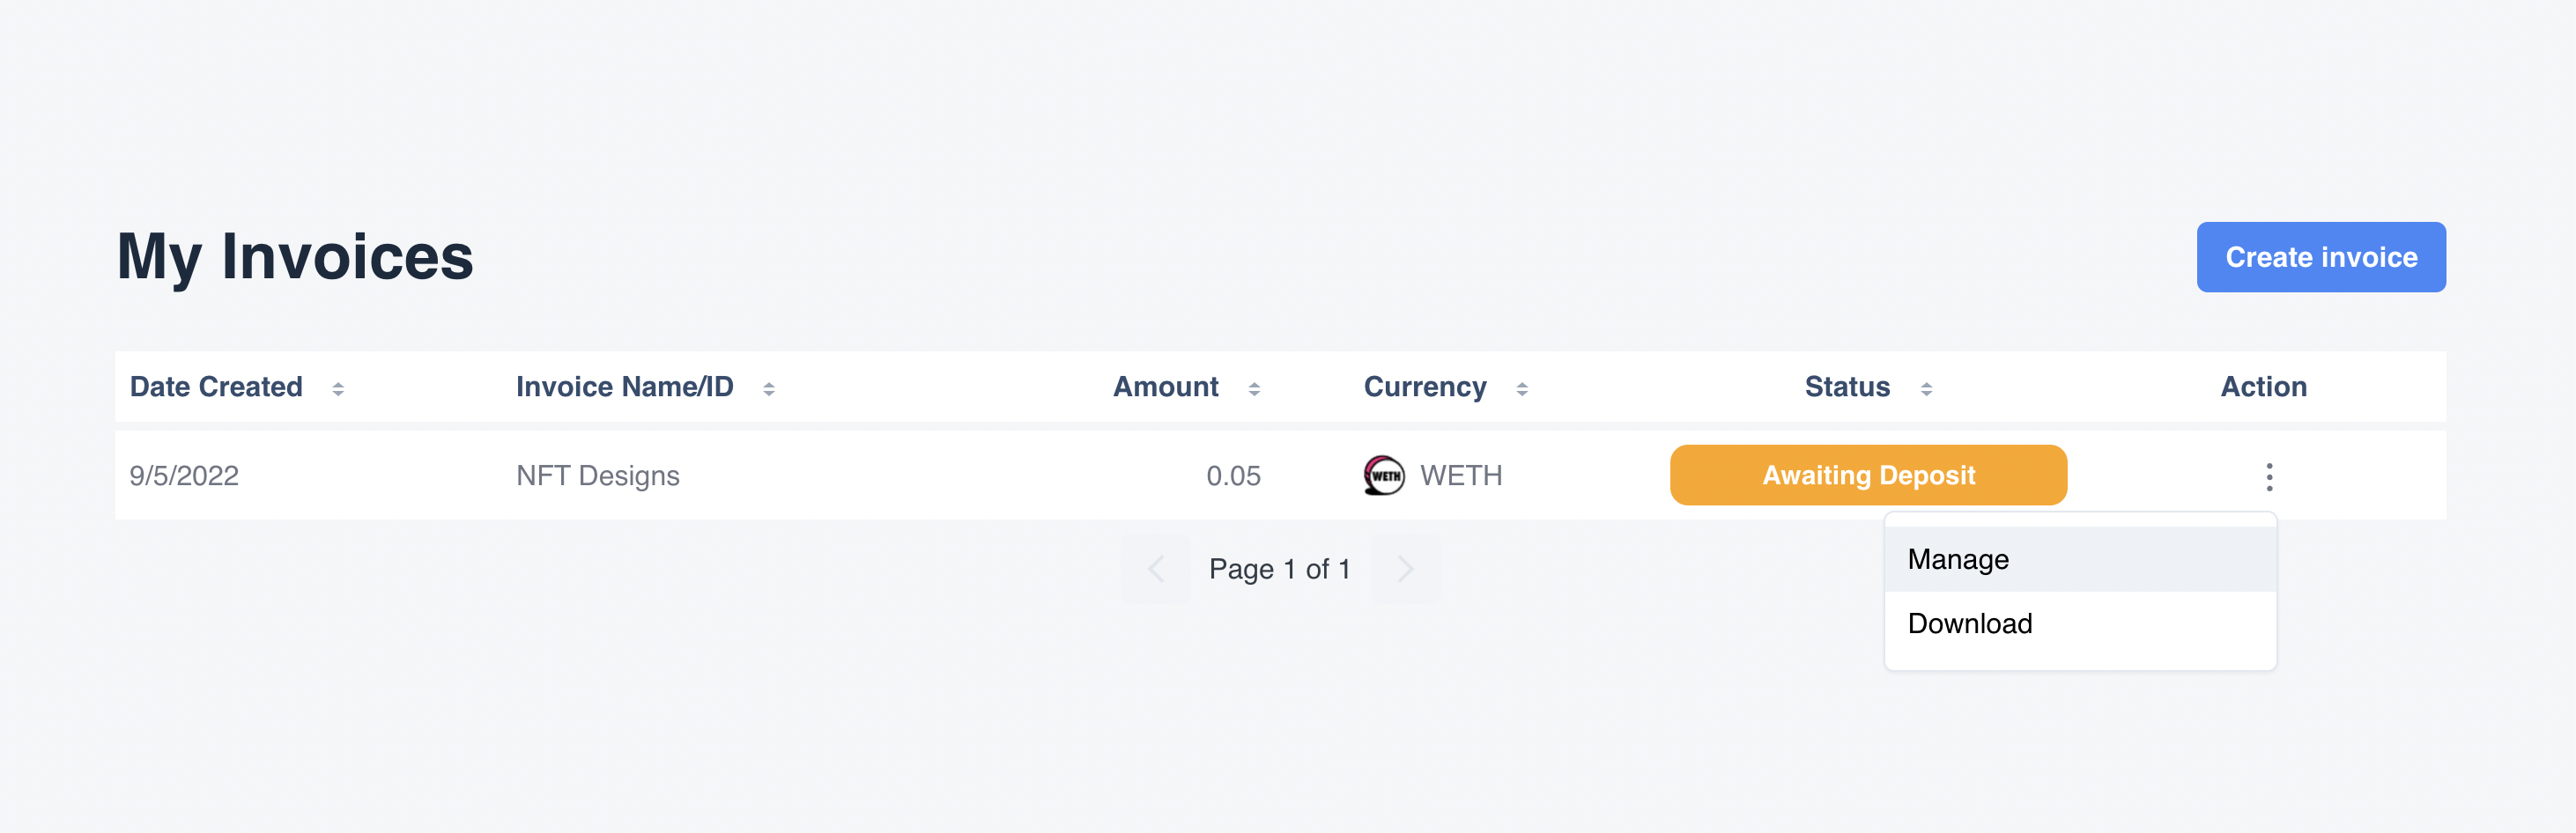 My Invoices
Create invoice
Date Created Invoice Name/ID Amount Currency Status Action
9/5/2022 NFT Designs 0.05 WETH WETH Awaiting Deposit
Page 1 of 1
Manage
Download